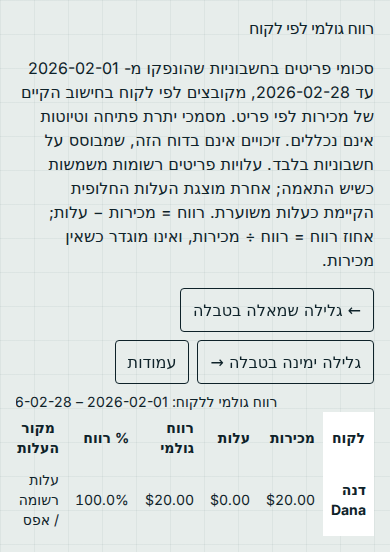 רווח גולמי לפי לקוח
סכומי פריטים בחשבוניות שהונפקו מ- 2026-02-01
עד 2026-02-28, מקובצים לפי לקוח בחישוב הקיים
של מכירות לפי פריט. מסמכי יתרת פתיחה וטיוטות
אינם נכללים. זיכויים אינם בדוח הזה, שמבוסס על
חשבוניות בלבד. עלויות פריטים רשומות משמשות
כשיש התאמה; אחרת מוצגת העלות החלופית
הקיימת כעלות משוערת. רווח = מכירות − עלות;
אחוז רווח = רווח ÷ מכירות, ואינו מוגדר כשאין
מכירות.
← גלילה שמאלה בטבלה
גלילה ימינה בטבלה →
עמודות
רווח גולמי ללקוח: 2026-02-01 – 6-02-28
לקוח מכירות עלות רווח גולמי % רווח מקור העלות
דנה Dana $20.00 $0.00 $20.00 100.0% עלות רשומה / אפס